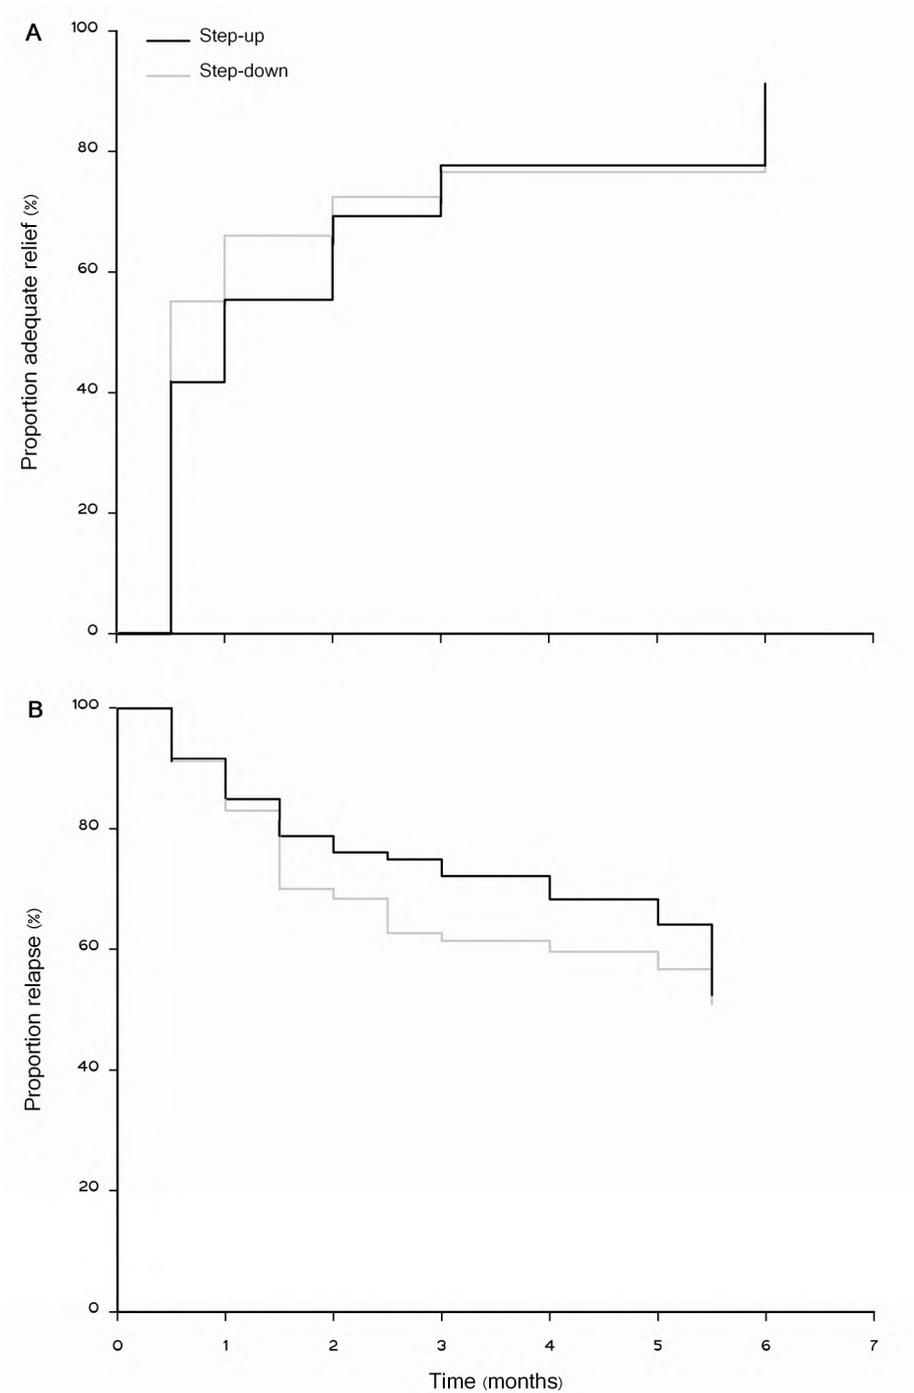 A
100
Step-up
Step-down
80
60
40
20
0
Proportion adequate relief (%)
B
100
80
60
40
20
0
Proportion relapse (%)
0 1 2 3 4 5 6 7
Time (months)